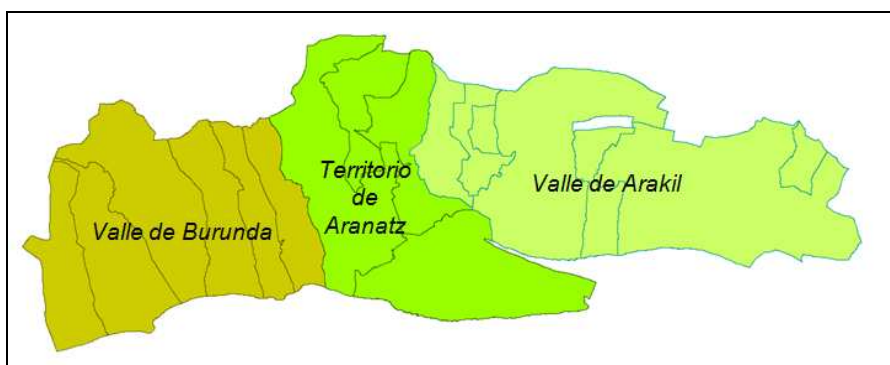 Valle de Burunda
Territorio
de
Aranatz
Valle de Arakil